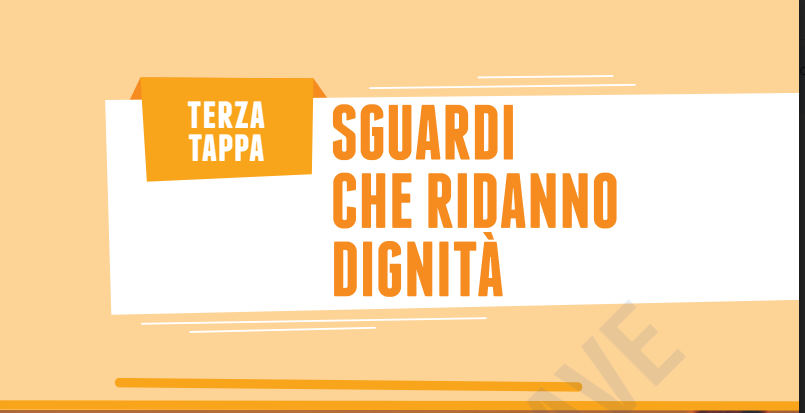 TERZA
TAPPA
SGUARDI
CHE RIDANNO
DIGNITÀ